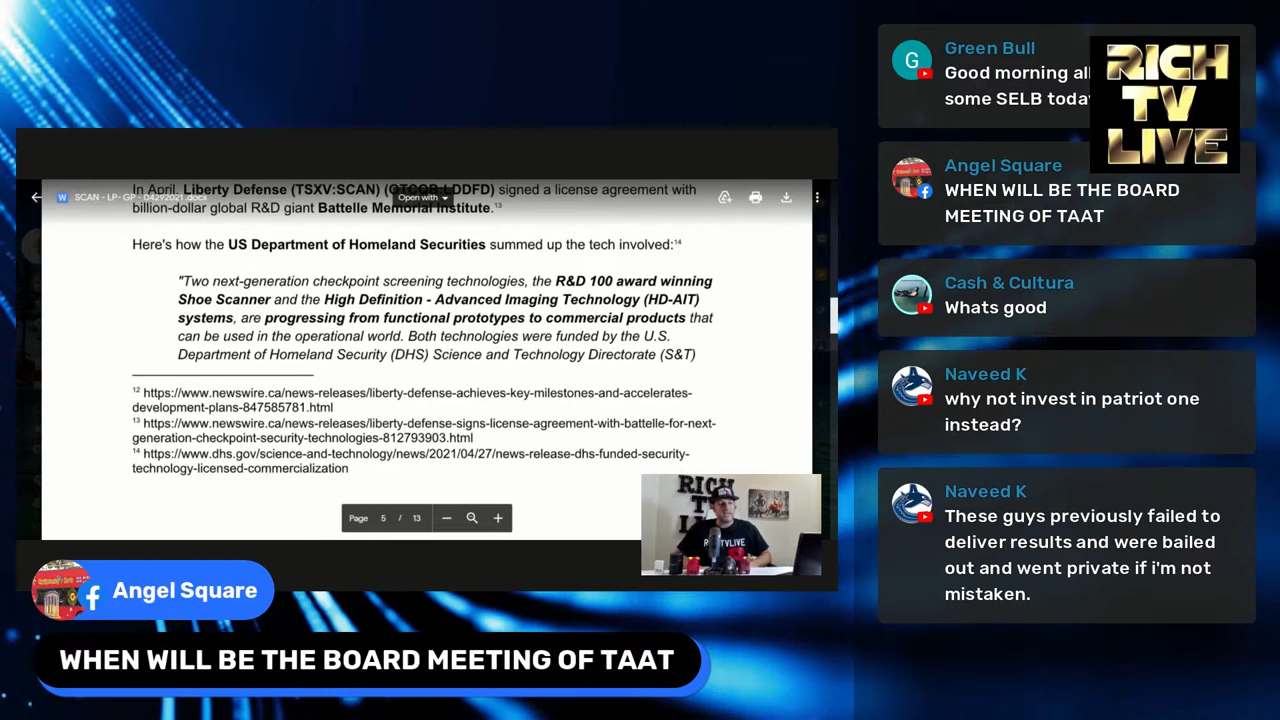 In April, Liberty Defense (TSXV:SCAN) (OTCQB:LDDFD) signed a license agreement with
SCAN - LP- GP - 04292021.docx
Open with
billion-dollar global R&D giant Battelle Memorial Institute.13
Here's how the US Department of Homeland Securities summed up the tech involved:14
"Two next-generation checkpoint screening technologies, the R&D 100 award winning
Shoe Scanner and the High Definition - Advanced Imaging Technology (HD-AIT)
systems, are progressing from functional prototypes to commercial products that
can be used in the operational world. Both technologies were funded by the U.S.
Department of Homeland Security (DHS) Science and Technology Directorate (S&T)
12 https://www.newswire.ca/news-releases/liberty-defense-achieves-key-milestones-and-accelerates-
development-plans-847585781.html
13 https://www.newswire.ca/news-releases/liberty-defense-signs-license-agreement-with-battelle-for-next-
generation-checkpoint-security-technologies-812793903.html
14 https://www.dhs.gov/science-and-technology/news/2021/04/27/news-release-dhs-funded-security-
technology-licensed-commercialization
Page 5 / 13
RICH
RICHTVLIVE
Angel Square
WHEN WILL BE THE BOARD MEETING OF TAAT
G
Green Bull
Good morning all
some SELB toda
RICH
TV
LIVE
Angel Square
WHEN WILL BE THE BOARD
MEETING OF TAAT
Cash & Cultura
Whats good
Naveed K
why not invest in patriot one
instead?
Naveed K
These guys previously failed to
deliver results and were bailed
out and went private if i'm not
mistaken.